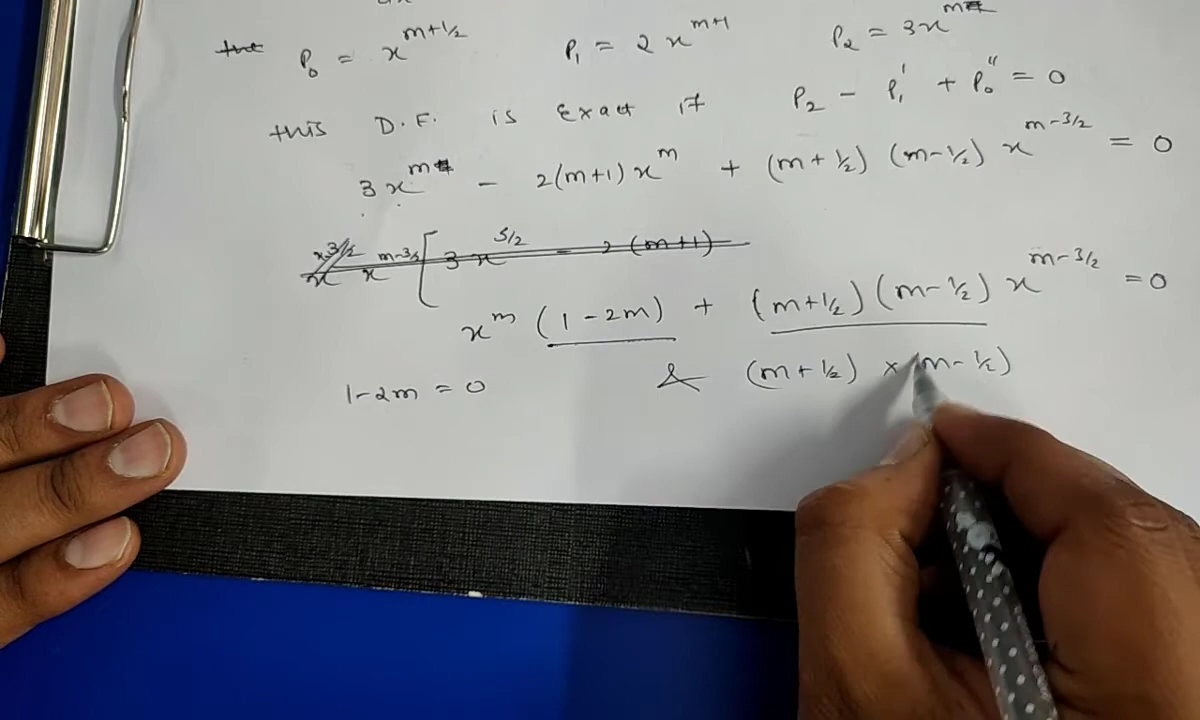 P₀ = x^{m+1/2} P₁ = 2x^{m+1} P₂ = 3x^{m}
this D.E. is exact if P₂ - P₁' + P₀'' = 0
3x^{m} - 2(m+1)x^{m} + (m+1/2) (m-1/2) x^{m-3/2} = 0
x^{m} (1-2m) + (m+1/2) (m-1/2) x^{m-3/2} = 0
1-2m = 0 & (m+1/2) × m-1/2)